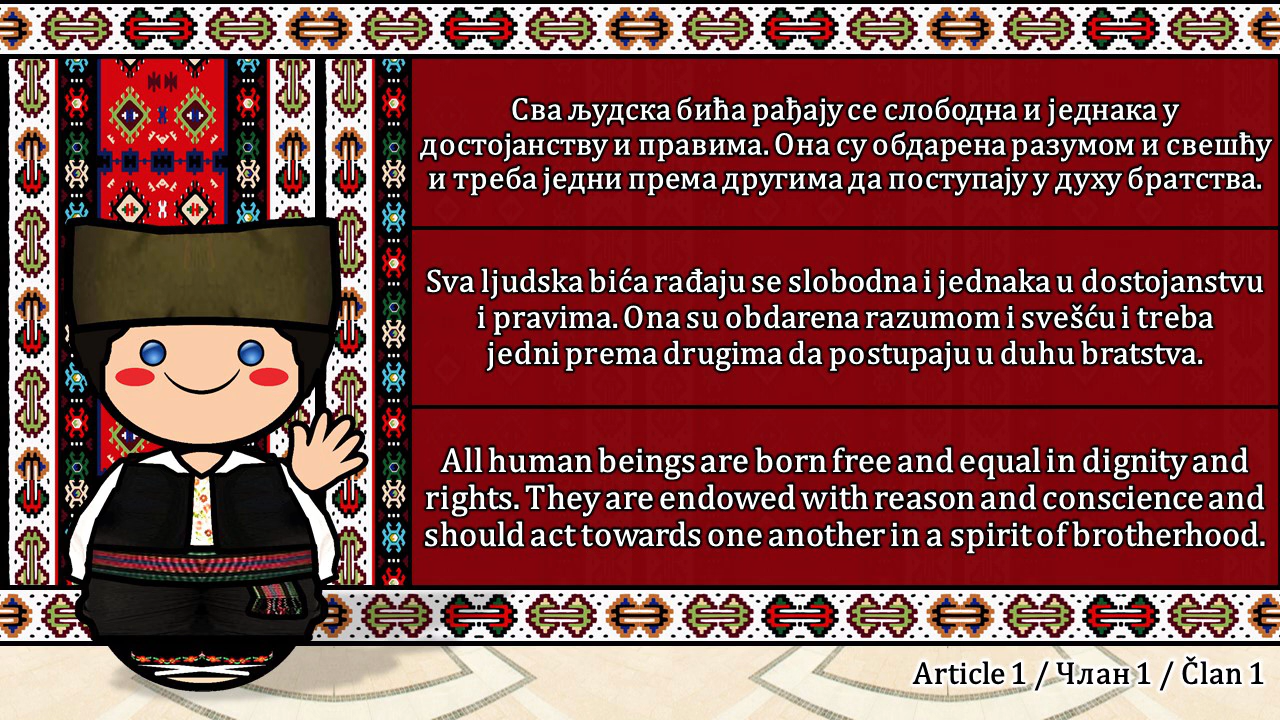 Сва људска бића рађају се слободна и једнака у
достојанству и правима. Она су обдарена разумом и свешћу
и треба једни према другима да поступају у духу братства.
Sva ljudska bića rađaju se slobodna i jednaka u dostojanstvu
i pravima. Ona su obdarena razumom i svešću i treba
jedni prema drugima da postupaju u duhu bratstva.
All human beings are born free and equal in dignity and
rights. They are endowed with reason and conscience and
should act towards one another in a spirit of brotherhood.
Article 1 / Члан 1 / Član 1